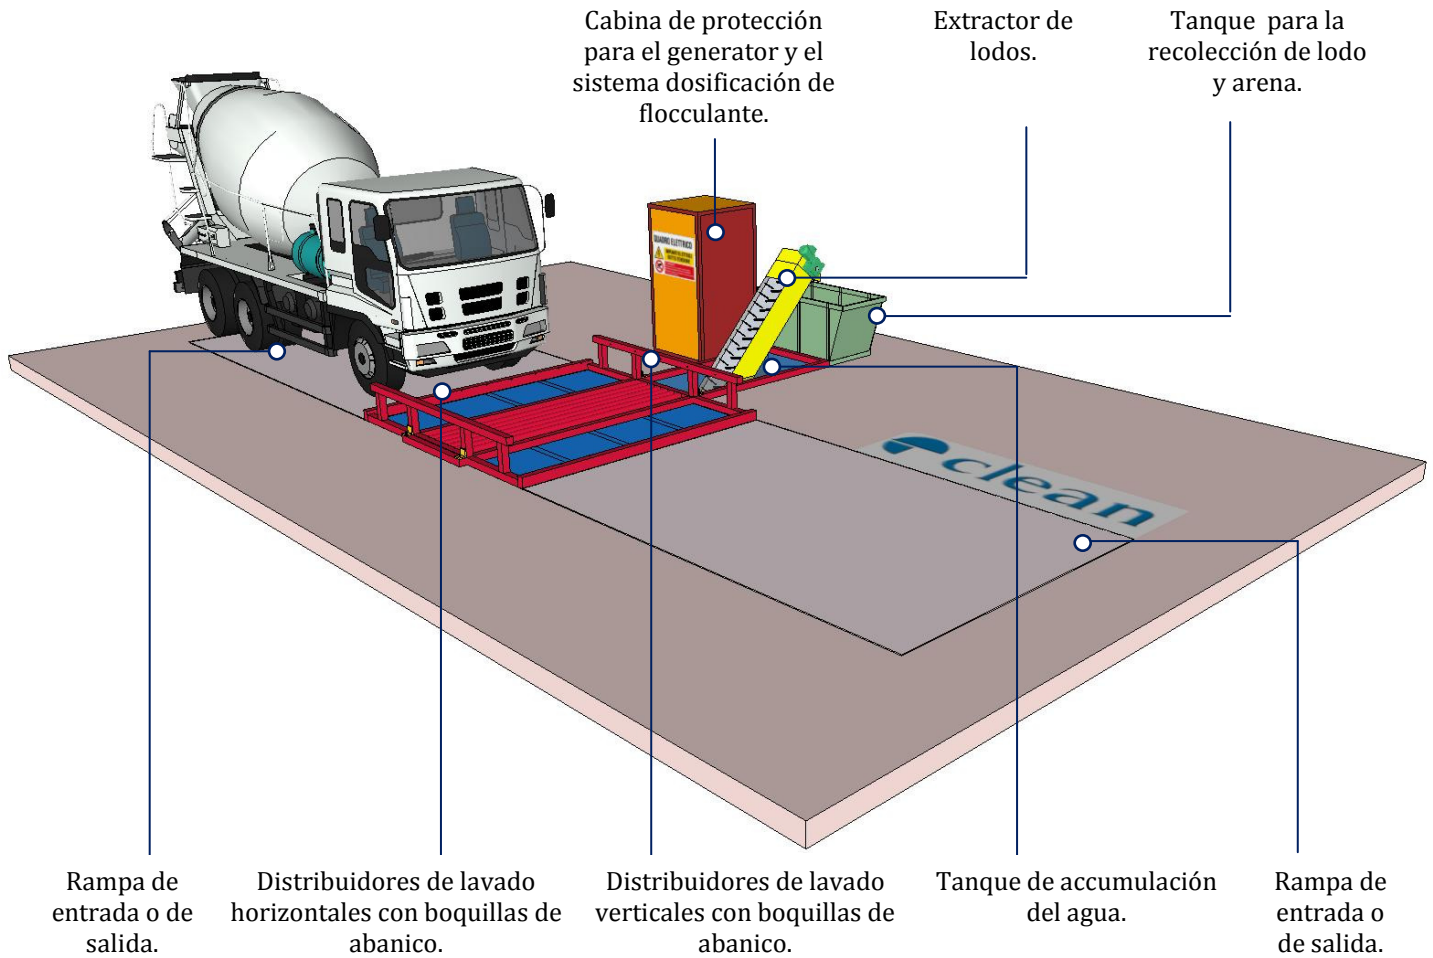 Cabina de protección
para el generator y el
sistema dosificación de
flocculante.
Extractor de
lodos.
Tanque para la
recolección de lodo
y arena.
QUADRO ELETTRICO
clean
Rampa de
entrada o de
salida.
Distribuidores de lavado
horizontales con boquillas de
abanico.
Distribuidores de lavado
verticales con boquillas de
abanico.
Tanque de accumulación
del agua.
Rampa de
entrada o
de salida.